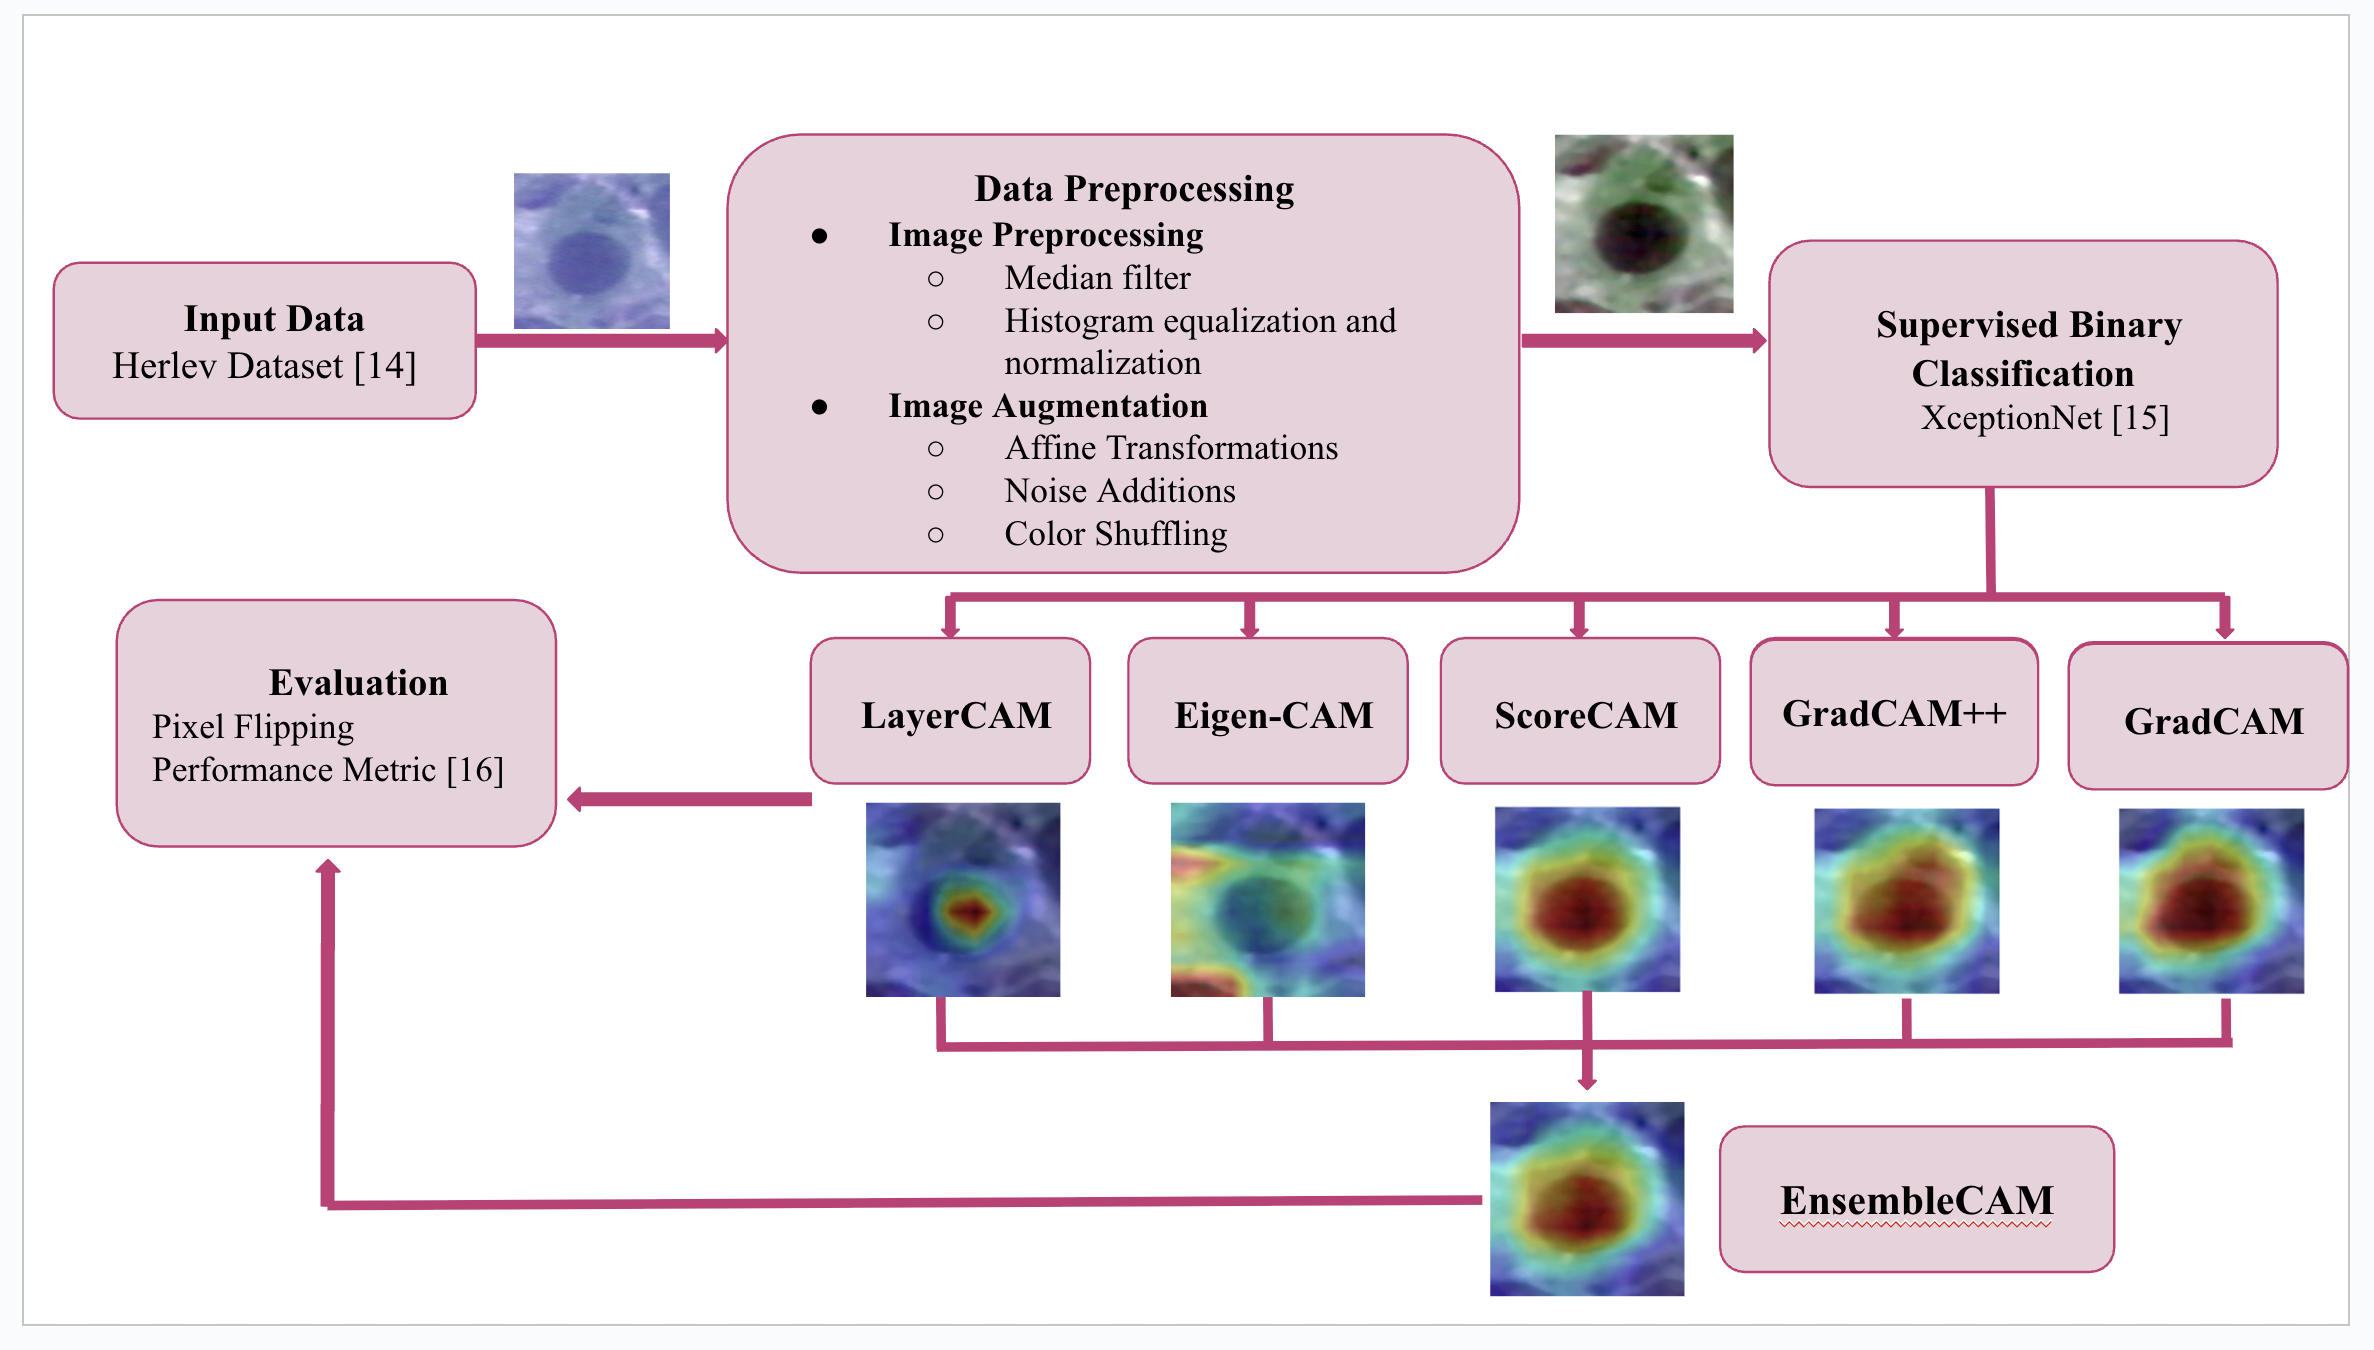 Input Data
Herlev Dataset [14]
Data Preprocessing
● Image Preprocessing
○ Median filter
○ Histogram equalization and
normalization
● Image Augmentation
○ Affine Transformations
○ Noise Additions
○ Color Shuffling
Supervised Binary
Classification
XceptionNet [15]
Evaluation
Pixel Flipping
Performance Metric [16]
LayerCAM
Eigen-CAM
ScoreCAM
GradCAM++
GradCAM
EnsembleCAM